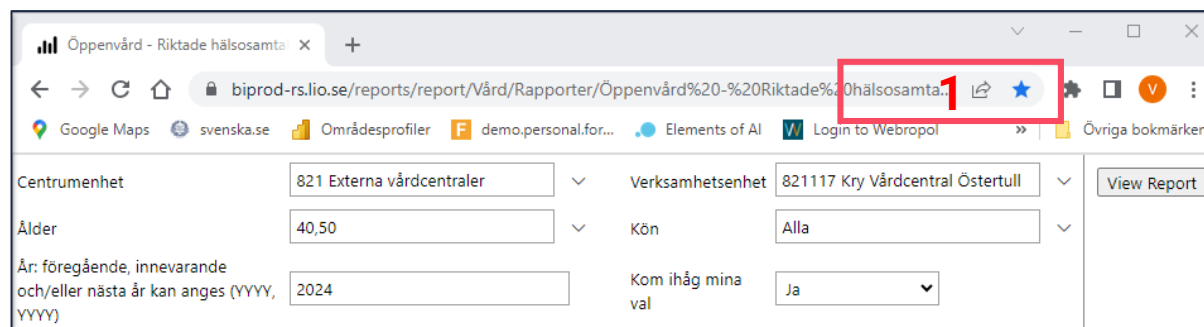 Öppenvård - Riktade hälsosamta
biprod-rs.lio.se/reports/report/Vård/Rapporter/Öppenvård%20-%20Riktade%20hälsosamta...
1
V
Google Maps svenska.se Områdesprofiler F demo.personal.for... Elements of AI W Login to Webropol » Övriga bokmärken
Centrumenhet 821 Externa vårdcentraler Verksamhetsenhet 821117 Kry Vårdcentral Östertull View Report
Ålder 40,50 Kön Alla
År: föregående, innevarande
och/eller nästa år kan anges (YYYY,
YYYY)
2024
Kom ihåg mina
val
Ja